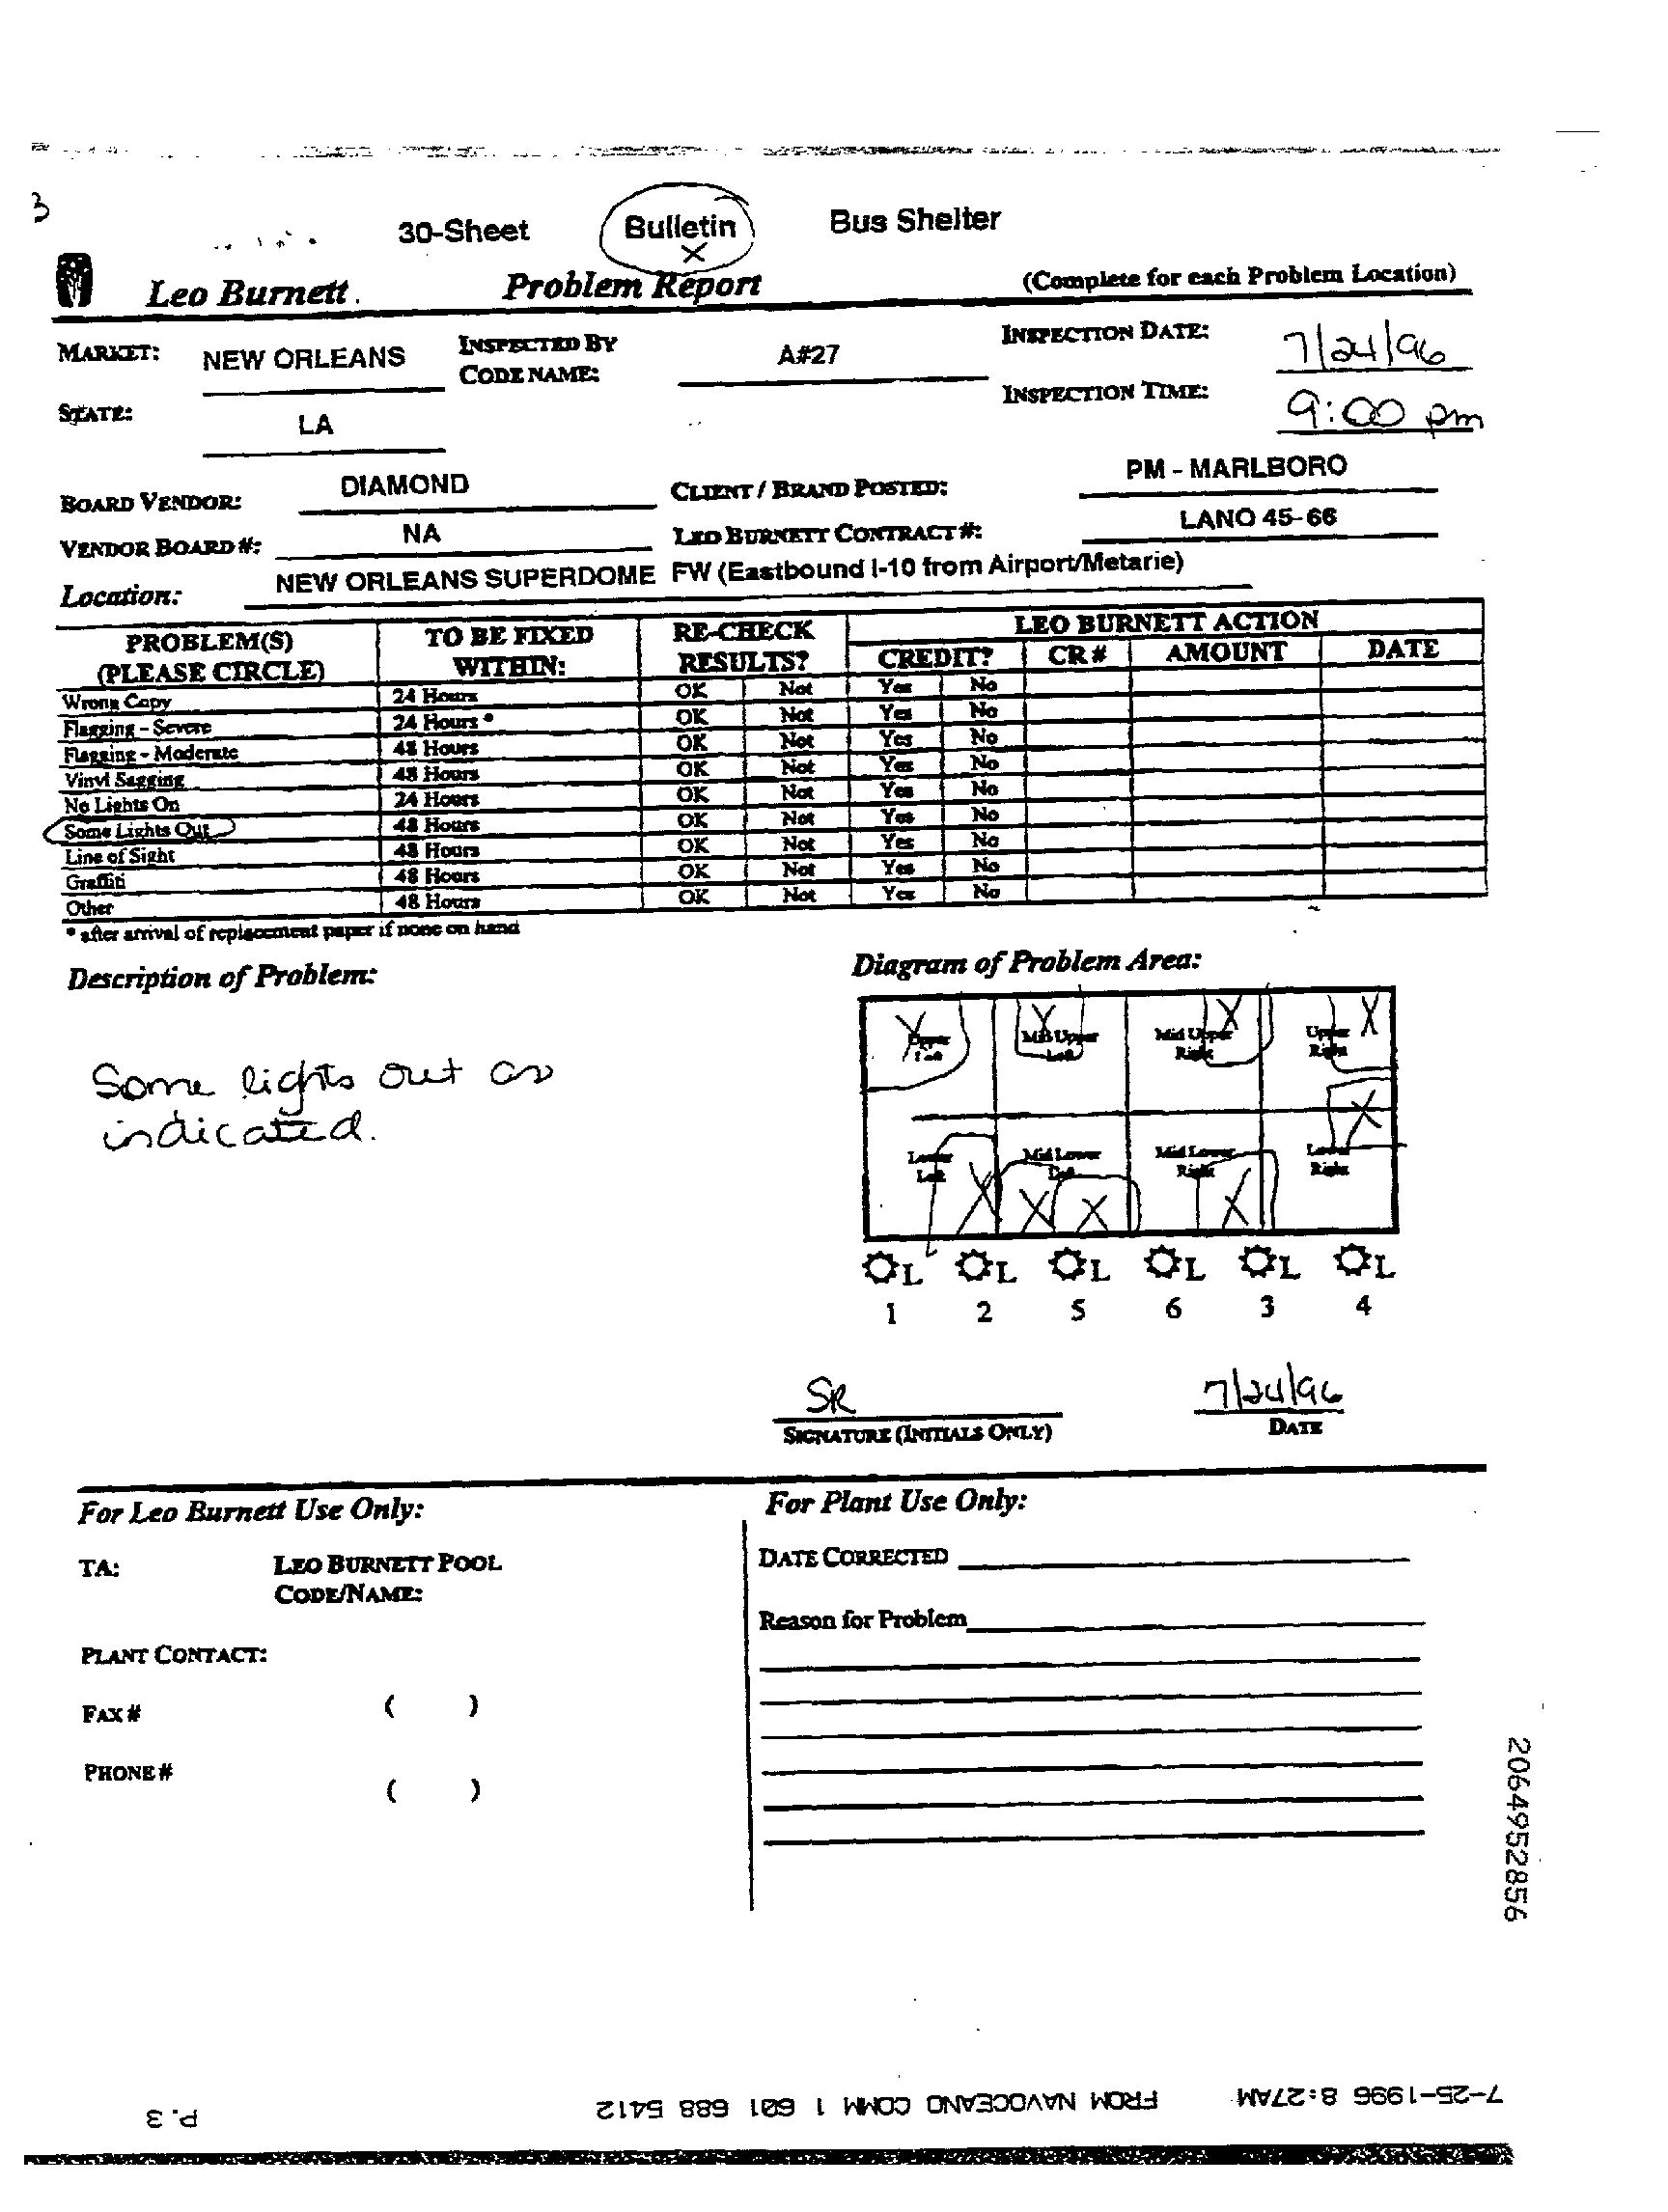 3
30-Sheet Bulletin Bus Shelter
X
Leo Burnett. Problem Report (Complete for each Problem Location)
MARKET: NEW ORLEANS INSPECTED BY CODE NAME: A#27 INSPECTION DATE: 7/24/96
STATE: LA INSPECTION TIME: 9:00 pm
BOARD VENDOR: DIAMOND CLIENT / BRAND POSTED: PM - MARLBORO
VENDOR BOARD #: NA LEO BURNETT CONTRACT #: LANO 45-66
Location: NEW ORLEANS SUPERDOME FW (Eastbound I-10 from Airport/Metarie)
PROBLEM(S) TO BE FIXED RE-CHECK LEO BURNETT ACTION
(PLEASE CIRCLE) WITHIN: RESULTS? CREDIT? CR# AMOUNT DATE
Wrong Copy 24 Hours OK Not Yes No
Flagging - Severe 24 Hours * OK Not Yes No
Flagging - Moderate 48 Hours OK Not Yes No
Vinyl Sagging 48 Hours OK Not Yes No
No Lights On 24 Hours OK Not Yes No
Some Lights Out 48 Hours OK Not Yes No
Line of Sight 48 Hours OK Not Yes No
Graffiti 48 Hours OK Not Yes No
Other 48 Hours OK Not Yes No
* after arrival of replacement paper if none on hand
Description of Problem: Diagram of Problem Area:
Some lights out as
indicated.
X X X X
Upper Left Mid Upper Left Mid Upper Right Upper Right
X
Lower Left Mid Lower Left Mid Lower Right Lower Right
X X X X
L L L L L L
1 2 5 6 3 4
SR 7/24/96
SIGNATURE (INITIALS ONLY) DATE
For Leo Burnett Use Only: For Plant Use Only:
TA: LEO BURNETT POOL CODE/NAME: DATE CORRECTED
Reason for Problem
PLANT CONTACT:
FAX # ( )
PHONE # ( )
2064952856
7-25-1996 8:27AM FROM NAVOCEANO COMM 1 601 688 5412 P. 3